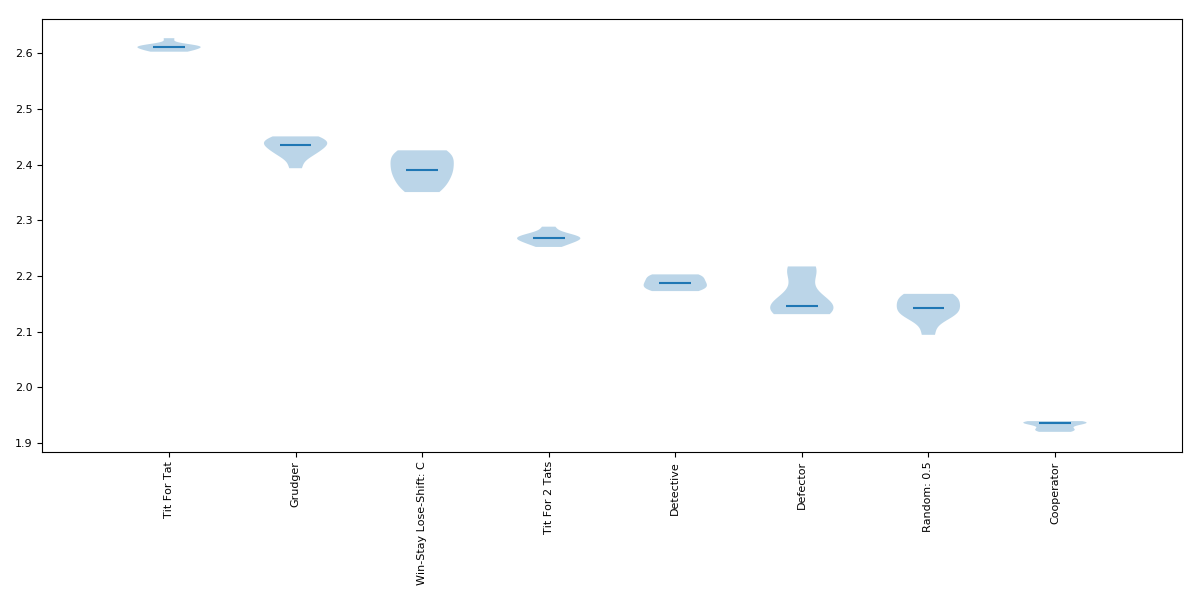 2.6
2.5
2.4
2.3
2.2
2.1
2.0
1.9
Tit For Tat
Grudger
Win-Stay Lose-Shift: C
Tit For 2 Tats
Detective
Defector
Random: 0.5
Cooperator